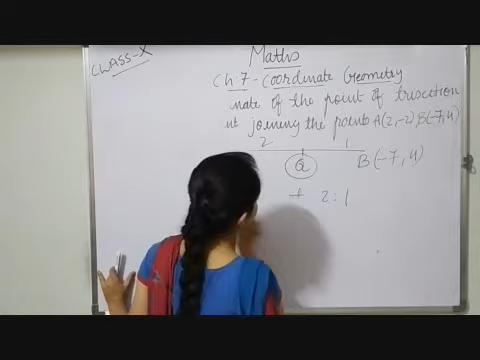 CLASS-X
Maths
Ch 7 - Coordinate Geometry
nate of the point of trisection
nt joining the points A(2,-2), B(-7,4)
2 1
Q B(-7,4)
2:1